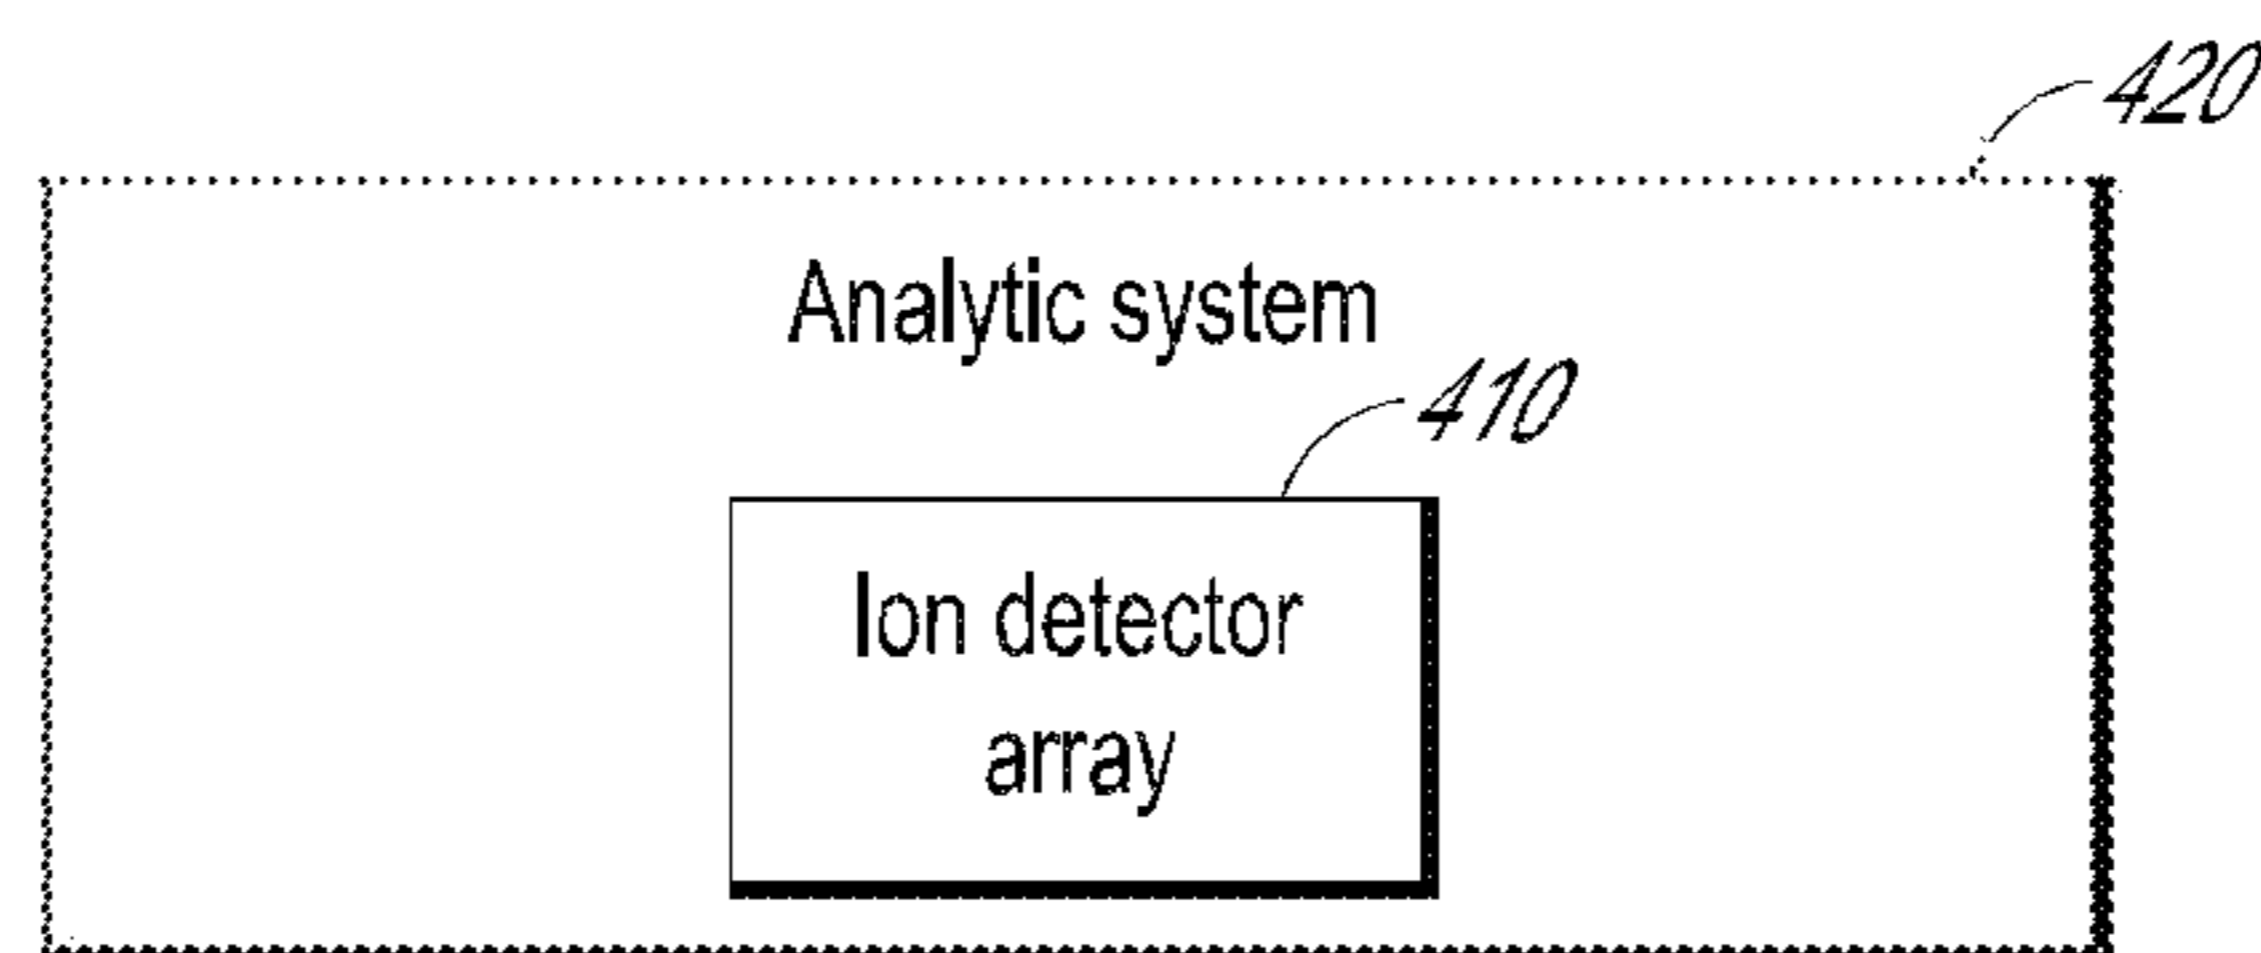 420
Analytic system
410
Ion detector
array